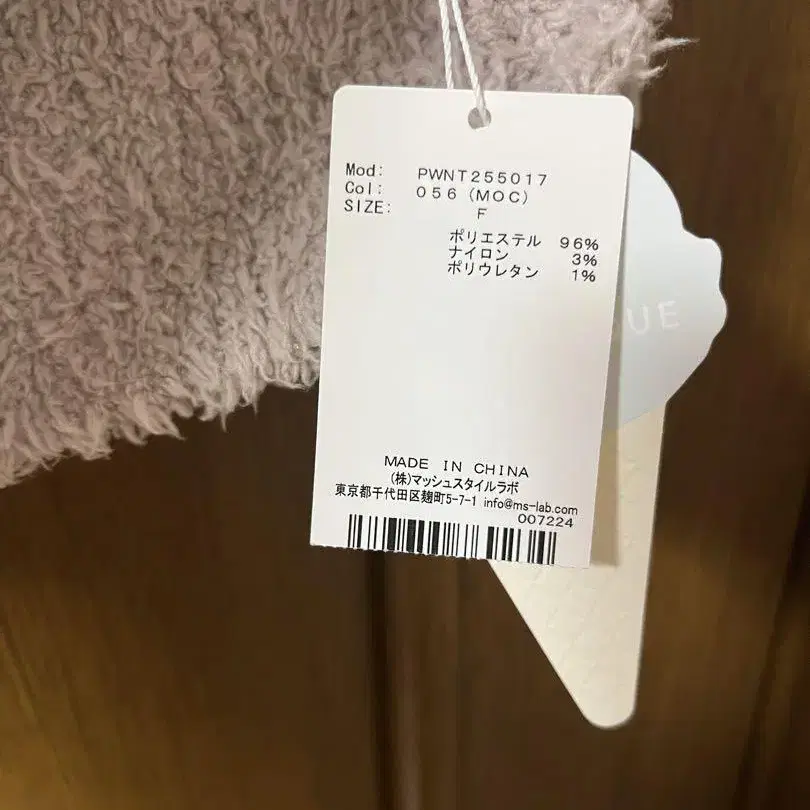 Mod: PWNT255017
Col: 056 (MOC)
SIZE: F
ポリエステル 96%
ナイロン 3%
ポリウレタン 1%
MADE IN CHINA
(株)マッシュスタイルラボ
東京都千代田区麹町5-7-1 info@ms-lab.com
007224
UE